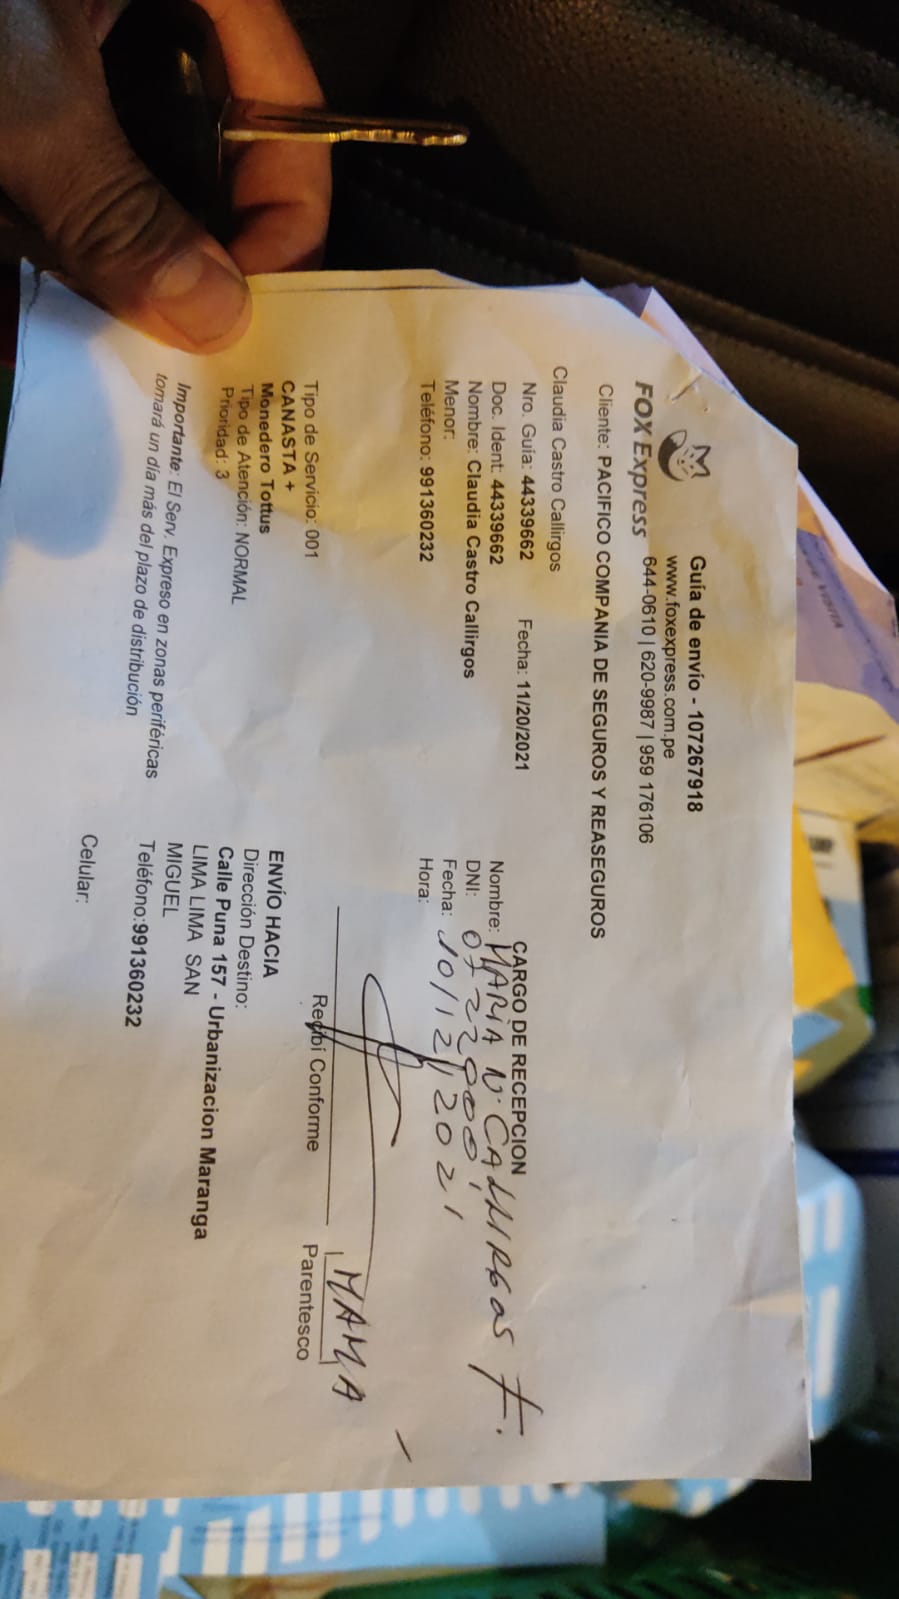 Guía de envío - 107267918
www.foxexpress.com.pe
FOX Express 644-0610 | 620-9987 | 959 176106
Cliente: PACIFICO COMPANIA DE SEGUROS Y REASEGUROS
Claudia Castro Callirgos
Nro. Guía: 44339662 Fecha: 11/20/2021
Doc. Ident: 44339662
Nombre: Claudia Castro Callirgos
Menor:
Teléfono: 991360232
Tipo de Servicio: 001
CANASTA +
Monedero Tottus
Tipo de Atención: NORMAL
Prioridad: 3
Importante: El Serv. Expreso en zonas periféricas
tomará un día más del plazo de distribución
CARGO DE RECEPCION
Nombre: MARIA N. CALLIRGOS F.
DNI:
Fecha: 10/12/2021
Hora:
MAMA
Recibí Conforme Parentesco
ENVÍO HACIA
Dirección Destino:
Calle Puna 157 - Urbanizacion Maranga
LIMA LIMA SAN
MIGUEL
Teléfono:991360232
Celular: